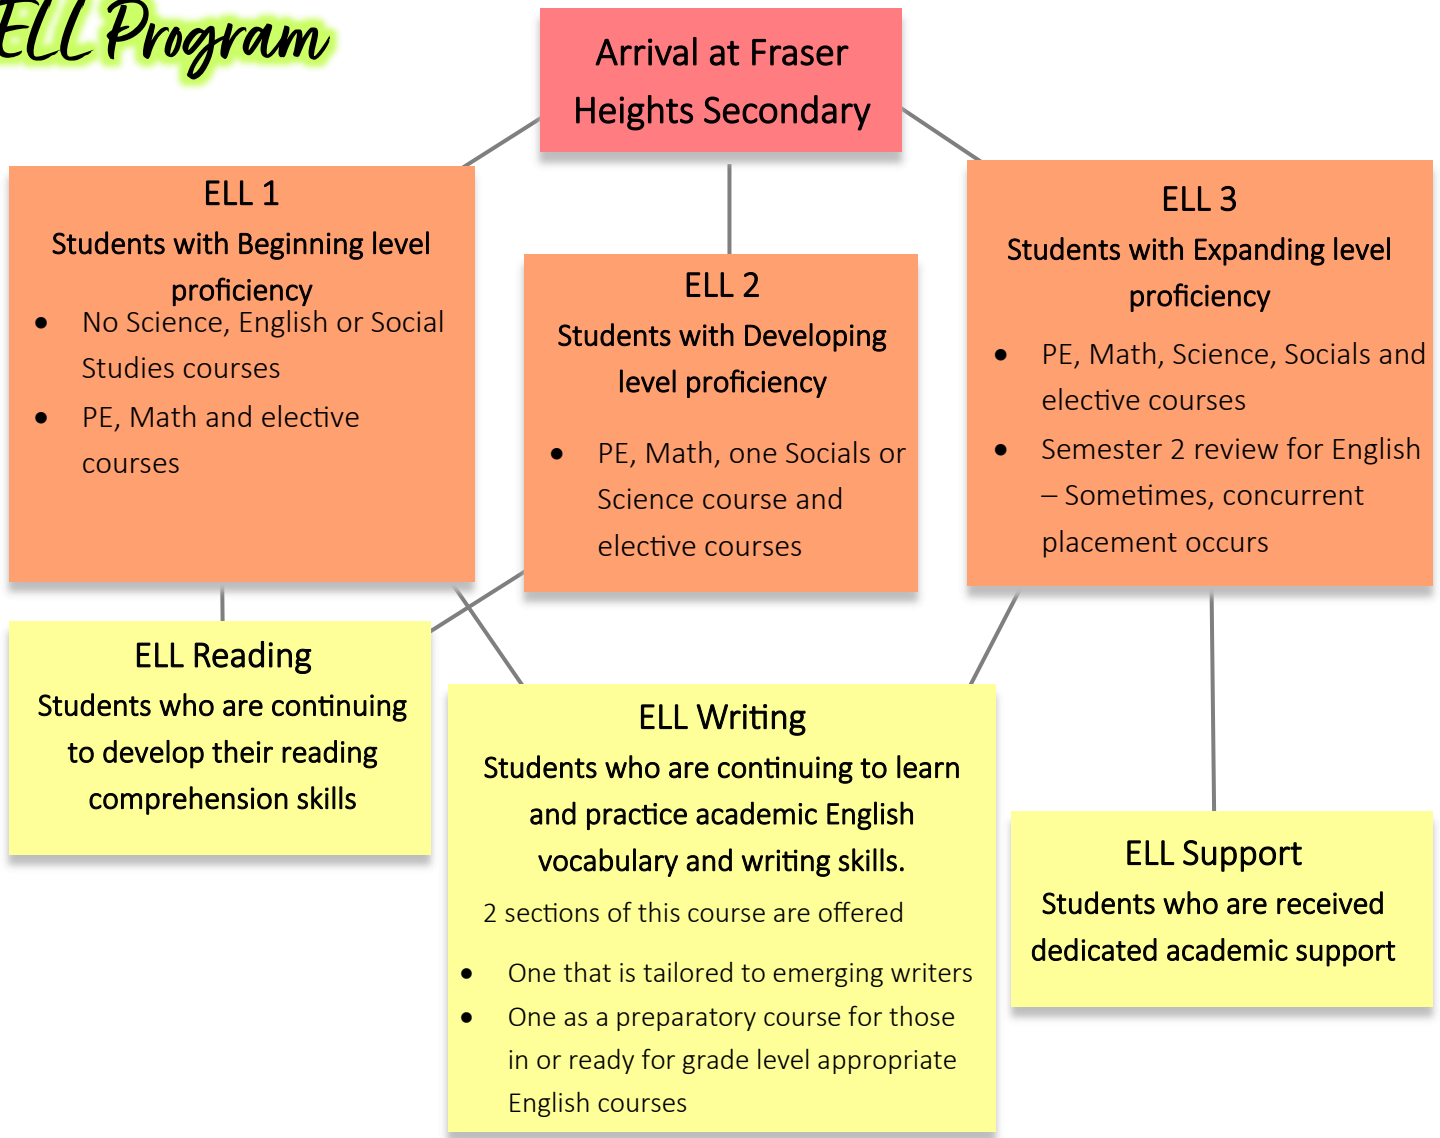 ELL Program
Arrival at Fraser
Heights Secondary
ELL 1
Students with Beginning level
proficiency
• No Science, English or Social
Studies courses
• PE, Math and elective
courses
ELL 2
Students with Developing
level proficiency
• PE, Math, one Socials or
Science course and
elective courses
ELL 3
Students with Expanding level
proficiency
• PE, Math, Science, Socials and
elective courses
• Semester 2 review for English
– Sometimes, concurrent
placement occurs
ELL Reading
Students who are continuing
to develop their reading
comprehension skills
ELL Writing
Students who are continuing to learn
and practice academic English
vocabulary and writing skills.
2 sections of this course are offered
• One that is tailored to emerging writers
• One as a preparatory course for those
in or ready for grade level appropriate
English courses
ELL Support
Students who are received
dedicated academic support